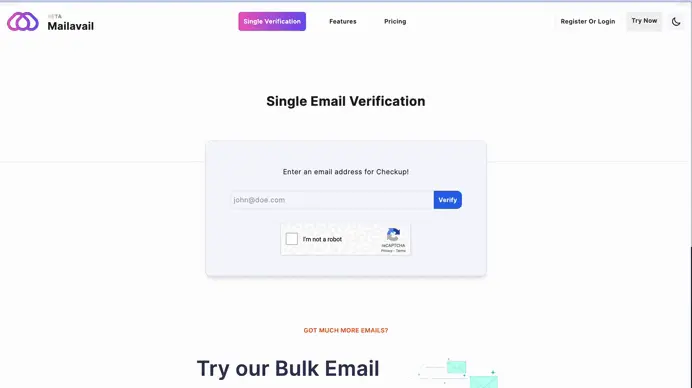 BETA
Mailavail
Single Verification
Features
Pricing
Register Or Login
Try Now
Single Email Verification
Enter an email address for Checkup!
john@doe.com
Verify
I'm not a robot
reCAPTCHA
Privacy - Terms
GOT MUCH MORE EMAILS?
Try our Bulk Email